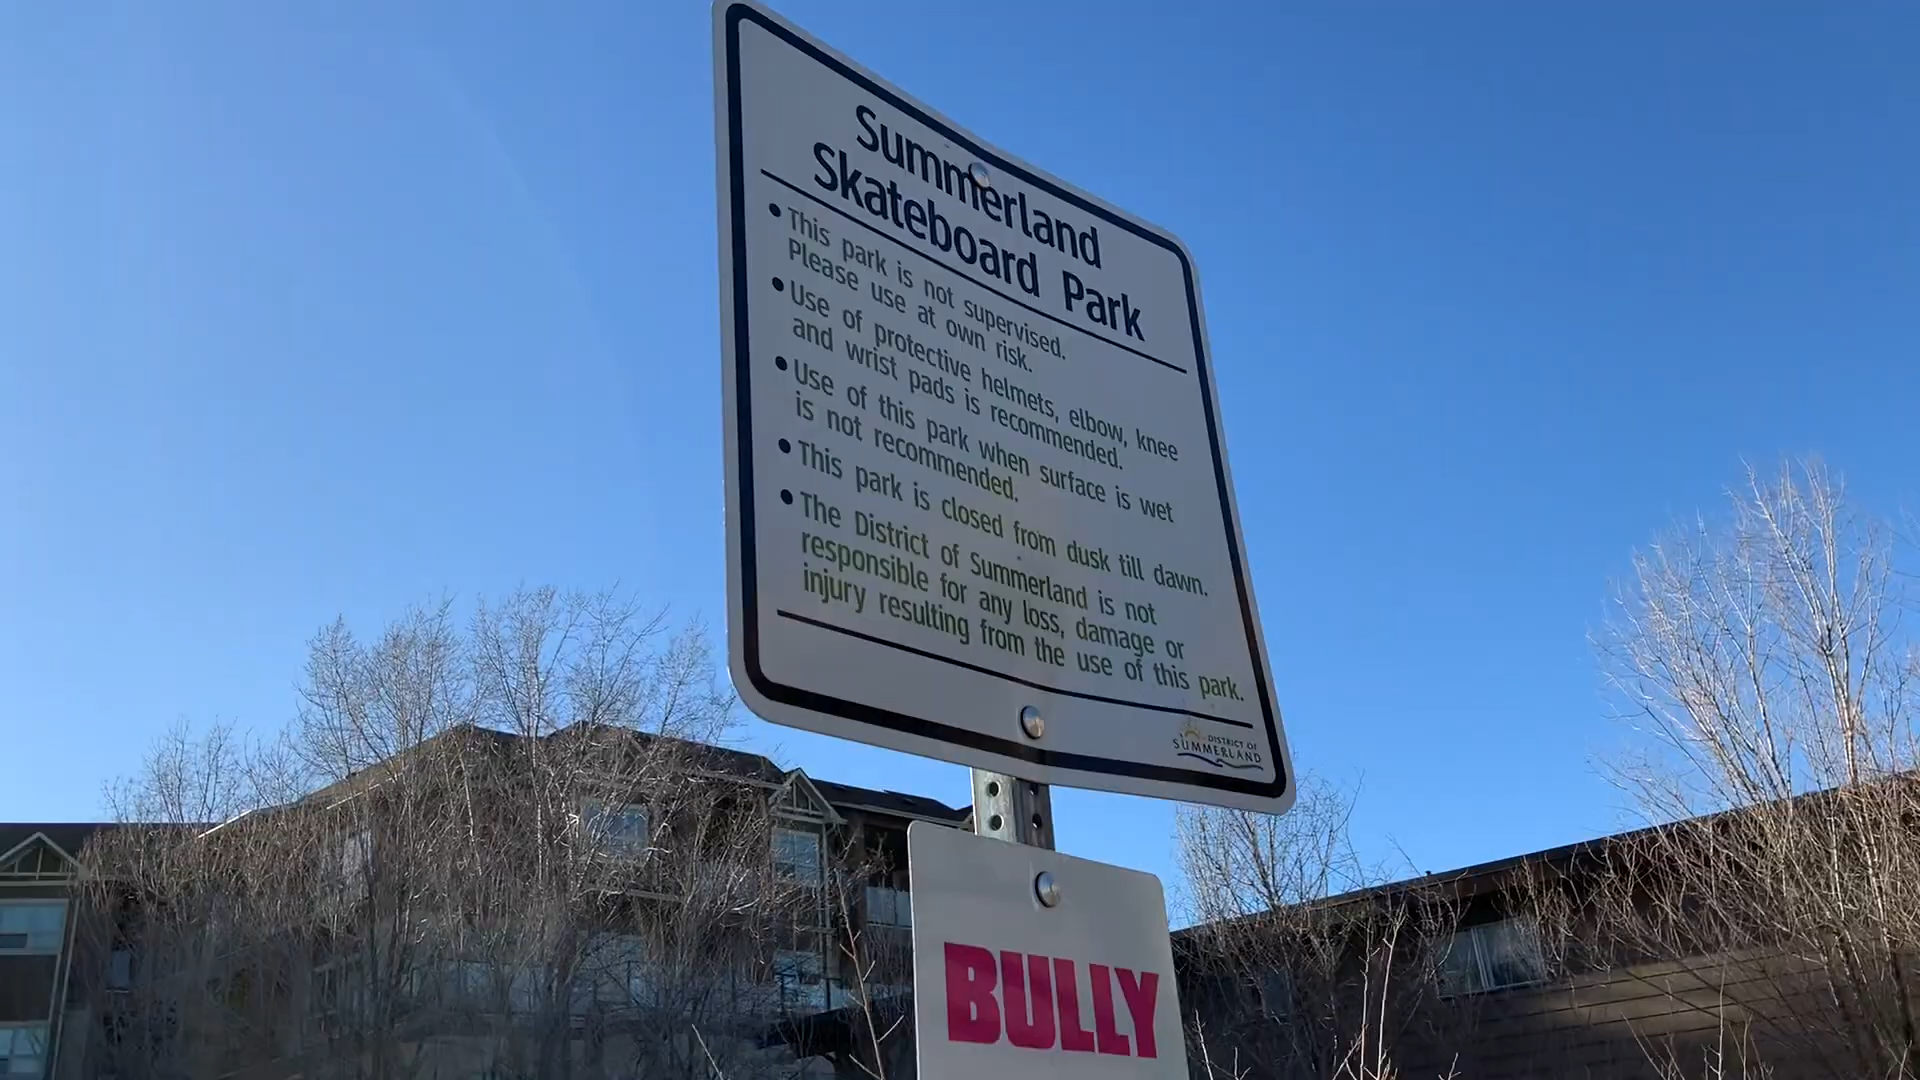 Summerland
Skateboard Park
• This park is not supervised.
Please use at own risk.
• Use of protective helmets, elbow, knee
and wrist pads is recommended.
• Use of this park when surface is wet
is not recommended.
• This park is closed from dusk till dawn.
• The District of Summerland is not
responsible for any loss, damage or
injury resulting from the use of this park.
DISTRICT OF
SUMMERLAND
BULLY